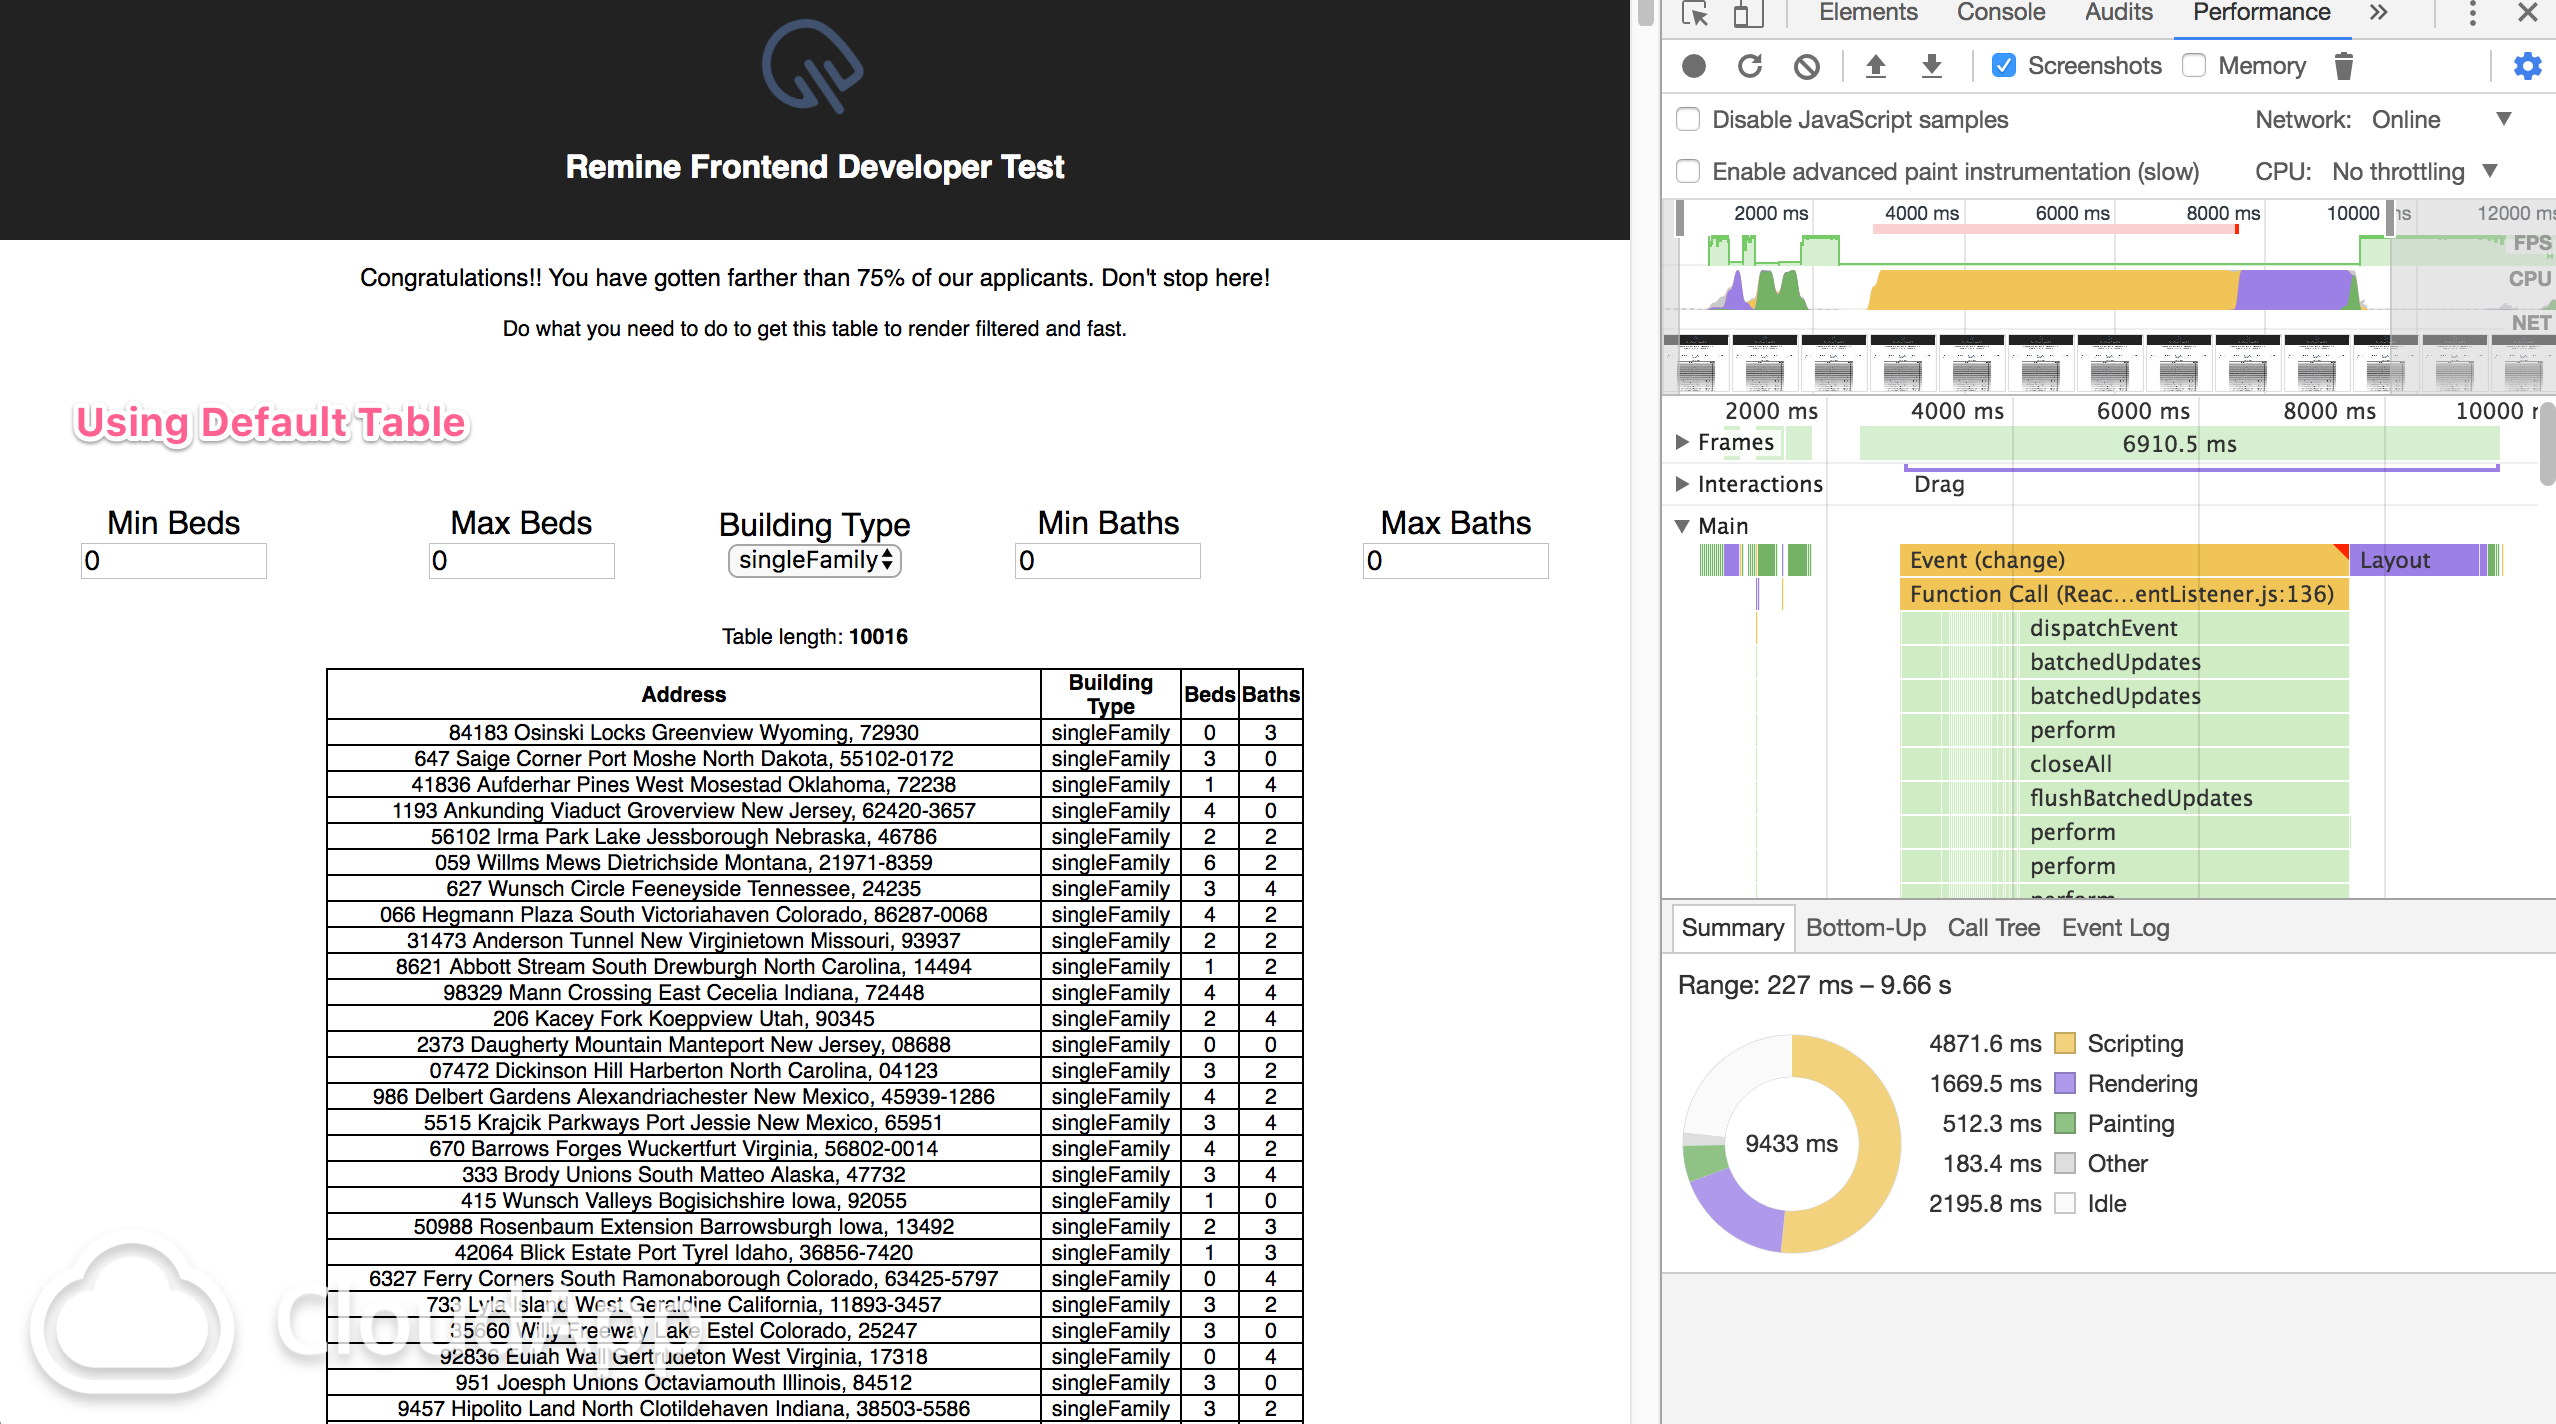 Remine Frontend Developer Test
Congratulations!! You have gotten farther than 75% of our applicants. Don't stop here!
Do what you need to do to get this table to render filtered and fast.
Using Default Table
Min Beds
0
Max Beds
0
Building Type
singleFamily
Min Baths
0
Max Baths
0
Table length: 10016
Address Building Type Beds Baths
84183 Osinski Locks Greenview Wyoming, 72930 singleFamily 0 3
647 Saige Corner Port Moshe North Dakota, 55102-0172 singleFamily 3 0
41836 Aufderhar Pines West Mosestad Oklahoma, 72238 singleFamily 1 4
1193 Ankunding Viaduct Groverview New Jersey, 62420-3657 singleFamily 4 0
56102 Irma Park Lake Jessborough Nebraska, 46786 singleFamily 2 2
059 Willms Mews Dietrichside Montana, 21971-8359 singleFamily 6 2
627 Wunsch Circle Feeneyside Tennessee, 24235 singleFamily 3 4
066 Hegmann Plaza South Victoriahaven Colorado, 86287-0068 singleFamily 4 2
31473 Anderson Tunnel New Virginietown Missouri, 93937 singleFamily 2 2
8621 Abbott Stream South Drewburgh North Carolina, 14494 singleFamily 1 2
98329 Mann Crossing East Cecelia Indiana, 72448 singleFamily 4 4
206 Kacey Fork Koeppview Utah, 90345 singleFamily 2 4
2373 Daugherty Mountain Manteport New Jersey, 08688 singleFamily 0 0
07472 Dickinson Hill Harberton North Carolina, 04123 singleFamily 3 2
986 Delbert Gardens Alexandriachester New Mexico, 45939-1286 singleFamily 4 2
5515 Krajcik Parkways Port Jessie New Mexico, 65951 singleFamily 3 4
670 Barrows Forges Wuckertfurt Virginia, 56802-0014 singleFamily 4 2
333 Brody Unions South Matteo Alaska, 47732 singleFamily 3 4
415 Wunsch Valleys Bogisichshire Iowa, 92055 singleFamily 1 0
50988 Rosenbaum Extension Barrowsburgh Iowa, 13492 singleFamily 2 3
42064 Blick Estate Port Tyrel Idaho, 36856-7420 singleFamily 1 3
6327 Ferry Corners South Ramonaborough Colorado, 63425-5797 singleFamily 0 4
733 Lyla Island West Geraldine California, 11893-3457 singleFamily 3 2
35660 Willy Freeway Lake Estel Colorado, 25247 singleFamily 3 0
92836 Eulah Wall Gertrudeton West Virginia, 17318 singleFamily 0 4
951 Joesph Unions Octaviamouth Illinois, 84512 singleFamily 3 0
9457 Hipolito Land North Clotildehaven Indiana, 38503-5586 singleFamily 3 2
CloudApp
Elements Console Audits Performance »
Screenshots Memory
Disable JavaScript samples Network: Online
Enable advanced paint instrumentation (slow) CPU: No throttling
2000 ms 4000 ms 6000 ms 8000 ms 10000 ms 12000 ms
FPS
CPU
NET
2000 ms 4000 ms 6000 ms 8000 ms 10000
Frames 6910.5 ms
Interactions Drag
Main
Event (change) Layout
Function Call (Reac…entListener.js:136)
dispatchEvent
batchedUpdates
batchedUpdates
perform
closeAll
flushBatchedUpdates
perform
perform
perform
Summary Bottom-Up Call Tree Event Log
Range: 227 ms – 9.66 s
9433 ms
4871.6 ms Scripting
1669.5 ms Rendering
512.3 ms Painting
183.4 ms Other
2195.8 ms Idle